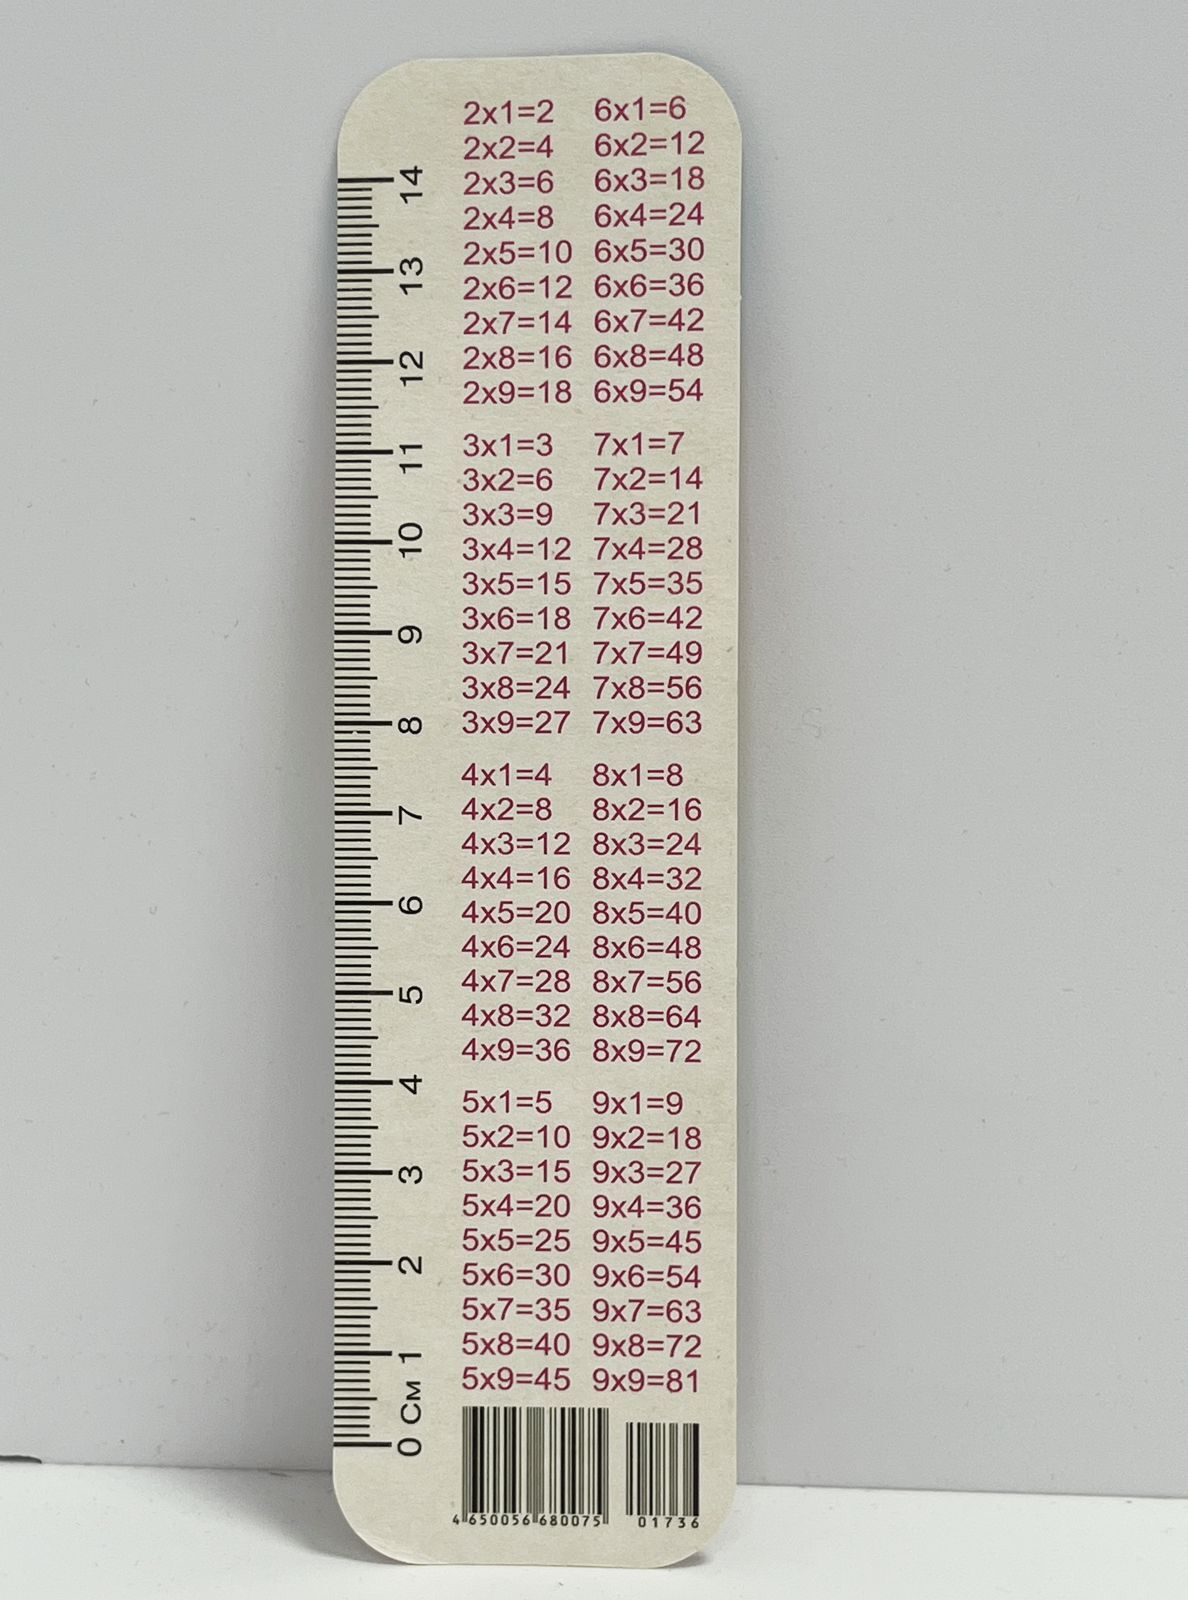 2x1=2
2x2=4
2x3=6
2x4=8
2x5=10
2x6=12
2x7=14
2x8=16
2x9=18
3x1=3
3x2=6
3x3=9
3x4=12
3x5=15
3x6=18
3x7=21
3x8=24
3x9=27
4x1=4
4x2=8
4x3=12
4x4=16
4x5=20
4x6=24
4x7=28
4x8=32
4x9=36
5x1=5
5x2=10
5x3=15
5x4=20
5x5=25
5x6=30
5x7=35
5x8=40
5x9=45
6x1=6
6x2=12
6x3=18
6x4=24
6x5=30
6x6=36
6x7=42
6x8=48
6x9=54
7x1=7
7x2=14
7x3=21
7x4=28
7x5=35
7x6=42
7x7=49
7x8=56
7x9=63
8x1=8
8x2=16
8x3=24
8x4=32
8x5=40
8x6=48
8x7=56
8x8=64
8x9=72
9x1=9
9x2=18
9x3=27
9x4=36
9x5=45
9x6=54
9x7=63
9x8=72
9x9=81
0 См 1 2 3 4 5 6 7 8 9 10 11 12 13 14
4 650056 680075 01736